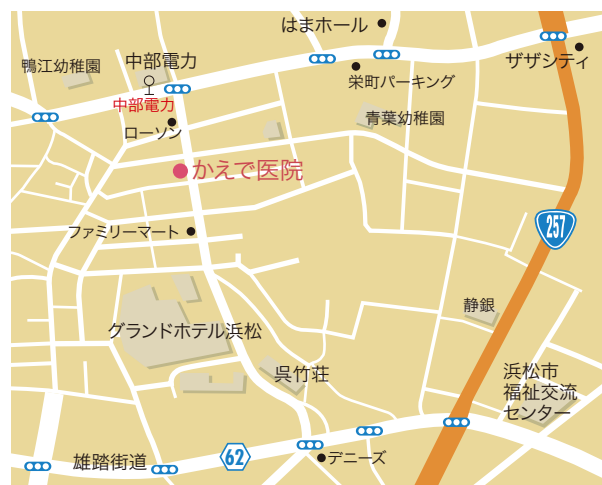 はまホール
鴨江幼稚園
中部電力
ザザシティ
栄町パーキング
中部電力
青葉幼稚園
ローソン
かえで医院
257
ファミリーマート
静銀
グランドホテル浜松
呉竹荘
浜松市
福祉交流
センター
雄踏街道
62
デニーズ